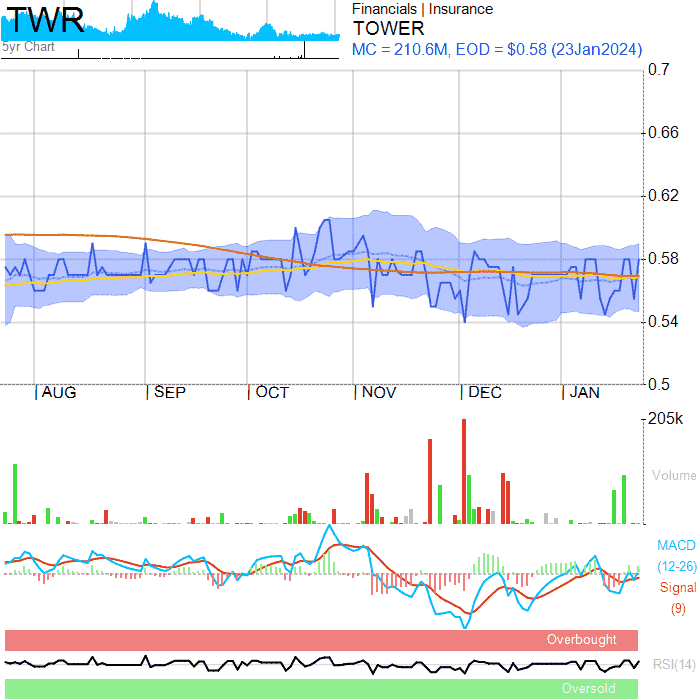 TWR
5yr Chart
Financials | Insurance
TOWER
MC = 210.6M, EOD = $0.58 (23Jan2024)
0.7
0.66
0.62
0.58
0.54
0.5
AUG
SEP
OCT
NOV
DEC
JAN
205k
Volume
MACD
(12-26)
Signal
(9)
Overbought
RSI(14)
Oversold